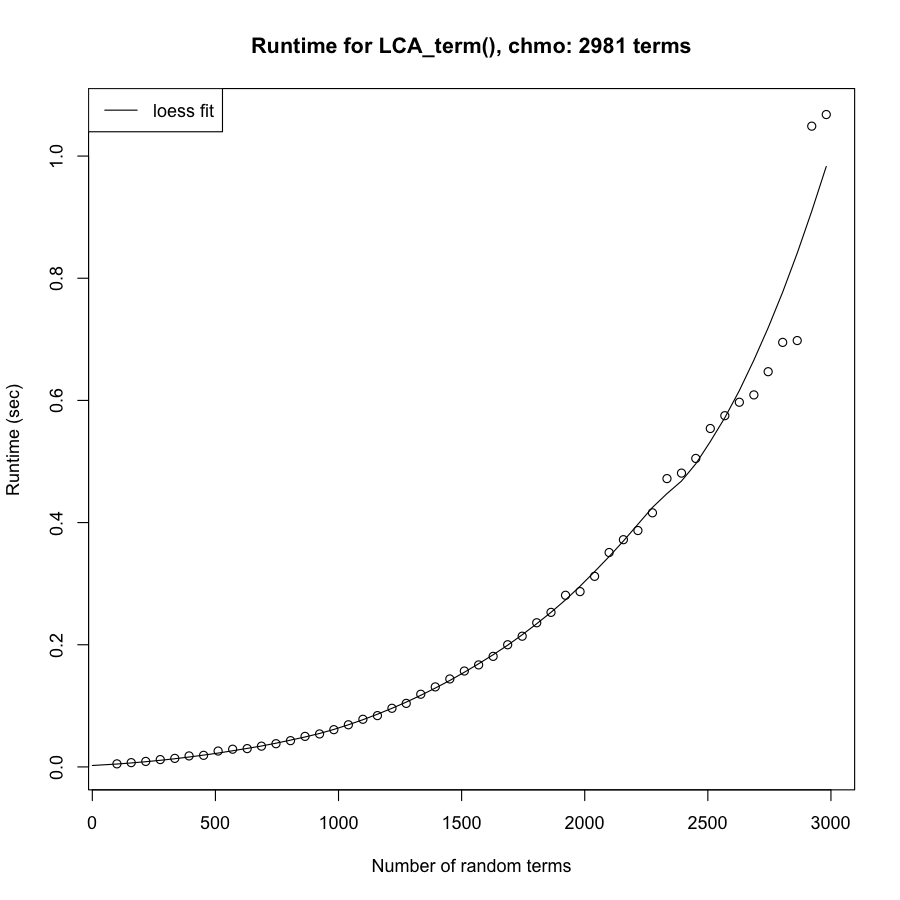 Runtime for LCA_term(), chmo: 2981 terms
loess fit
Runtime (sec)
1.0
0.8
0.6
0.4
0.2
0.0
0 500 1000 1500 2000 2500 3000
Number of random terms